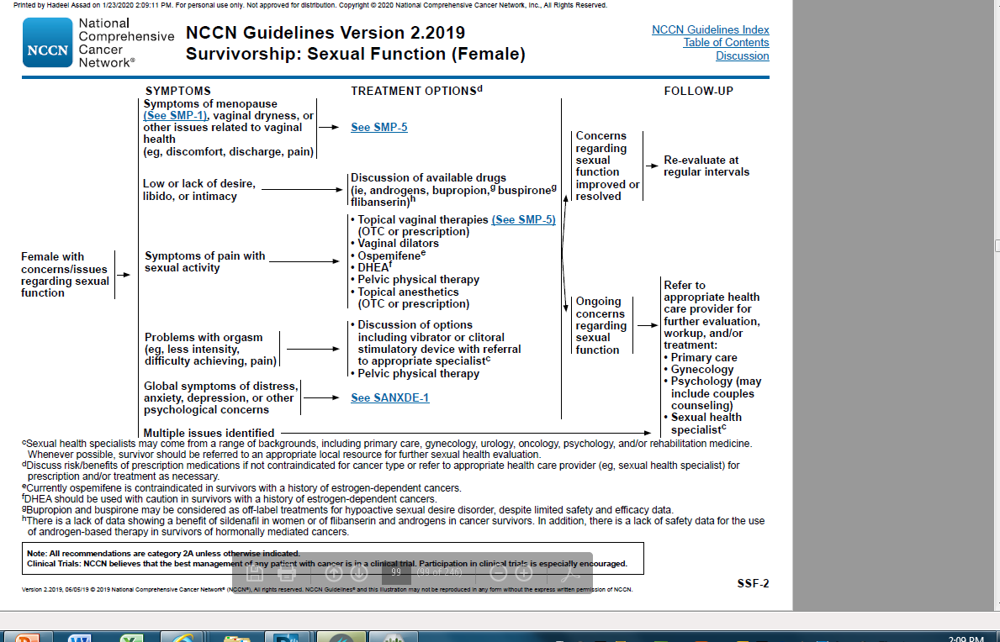 Printed by Hadeel Assad on 1/23/2020 2:09:11 PM. For personal use only. Not approved for distribution. Copyright © 2020 National Comprehensive Cancer Network, Inc., All Rights Reserved.
NCCN
National
Comprehensive
Cancer
Network®
NCCN Guidelines Version 2.2019
Survivorship: Sexual Function (Female)
NCCN Guidelines Index
Table of Contents
Discussion
SYMPTOMS
TREATMENT OPTIONSᵈ
FOLLOW-UP
Female with
concerns/issues
regarding sexual
function
Symptoms of menopause
(See SMP-1), vaginal dryness, or
other issues related to vaginal
health
(eg, discomfort, discharge, pain)
See SMP-5
Low or lack of desire,
libido, or intimacy
Discussion of available drugs
(ie, androgens, bupropion,ᵍ buspironeᵍ
flibanserin)ʰ
Symptoms of pain with
sexual activity
• Topical vaginal therapies (See SMP-5)
(OTC or prescription)
• Vaginal dilators
• Ospemifeneᵉ
• DHEAᶠ
• Pelvic physical therapy
• Topical anesthetics
(OTC or prescription)
Problems with orgasm
(eg, less intensity,
difficulty achieving, pain)
• Discussion of options
including vibrator or clitoral
stimulatory device with referral
to appropriate specialistᶜ
• Pelvic physical therapy
Global symptoms of distress,
anxiety, depression, or other
psychological concerns
See SANXDE-1
Multiple issues identified
Concerns
regarding
sexual
function
improved or
resolved
Re-evaluate at
regular intervals
Ongoing
concerns
regarding
sexual
function
Refer to
appropriate health
care provider for
further evaluation,
workup, and/or
treatment:
• Primary care
• Gynecology
• Psychology (may
include couples
counseling)
• Sexual health
specialistᶜ
ᶜSexual health specialists may come from a range of backgrounds, including primary care, gynecology, urology, oncology, psychology, and/or rehabilitation medicine.
Whenever possible, survivor should be referred to an appropriate local resource for further sexual health evaluation.
ᵈDiscuss risk/benefits of prescription medications if not contraindicated for cancer type or refer to appropriate health care provider (eg, sexual health specialist) for
prescription and/or treatment as necessary.
ᵉCurrently ospemifene is contraindicated in survivors with a history of estrogen-dependent cancers.
ᶠDHEA should be used with caution in survivors with a history of estrogen-dependent cancers.
ᵍBupropion and buspirone may be considered as off-label treatments for hypoactive sexual desire disorder, despite limited safety and efficacy data.
ʰThere is a lack of data showing a benefit of sildenafil in women or of flibanserin and androgens in cancer survivors. In addition, there is a lack of safety data for the use
of androgen-based therapy in survivors of hormonally mediated cancers.
Note: All recommendations are category 2A unless otherwise indicated.
Clinical Trials: NCCN believes that the best management of any patient with cancer is in a clinical trial. Participation in clinical trials is especially encouraged.
99
(99 of 246)
Version 2.2019, 06/05/19 © 2019 National Comprehensive Cancer Network® (NCCN®), All rights reserved. NCCN Guidelines® and this illustration may not be reproduced in any form without the express written permission of NCCN.
SSF-2
2:09 PM